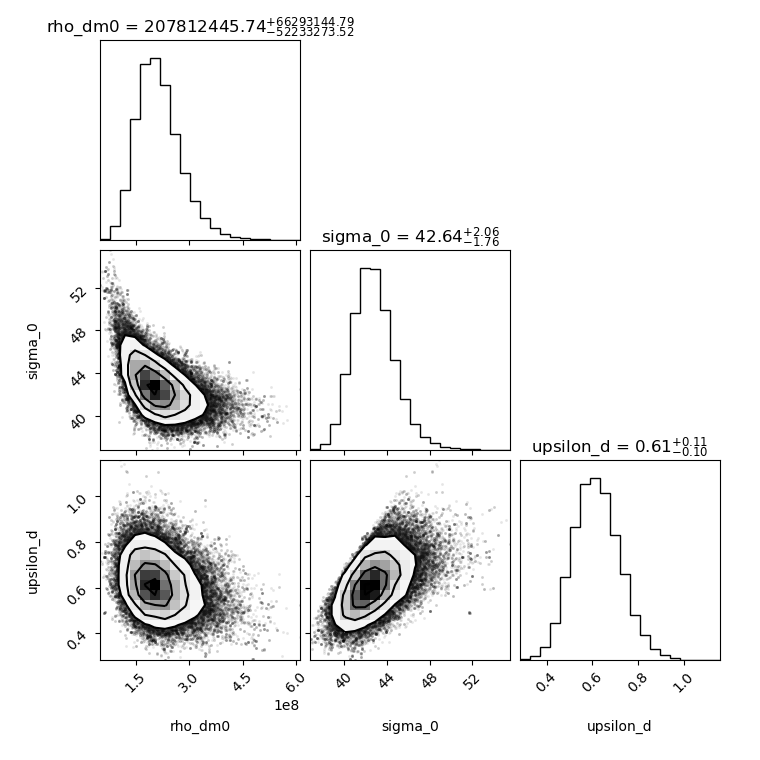 rho_dm0 = 207812445.74+66293144.79 −52233273.52
sigma_0 = 42.64+2.06 −1.76
52
48
44
40
sigma_0
upsilon_d = 0.61+0.11 −0.10
1.0
0.8
0.6
0.4
upsilon_d
1.5 3.0 4.5 6.0
1e8
rho_dm0
40 44 48 52
sigma_0
0.4 0.6 0.8 1.0
upsilon_d